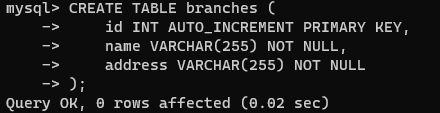 mysql> CREATE TABLE branches (
    ->     id INT AUTO_INCREMENT PRIMARY KEY,
    ->     name VARCHAR(255) NOT NULL,
    ->     address VARCHAR(255) NOT NULL
    -> );
Query OK, 0 rows affected (0.02 sec)